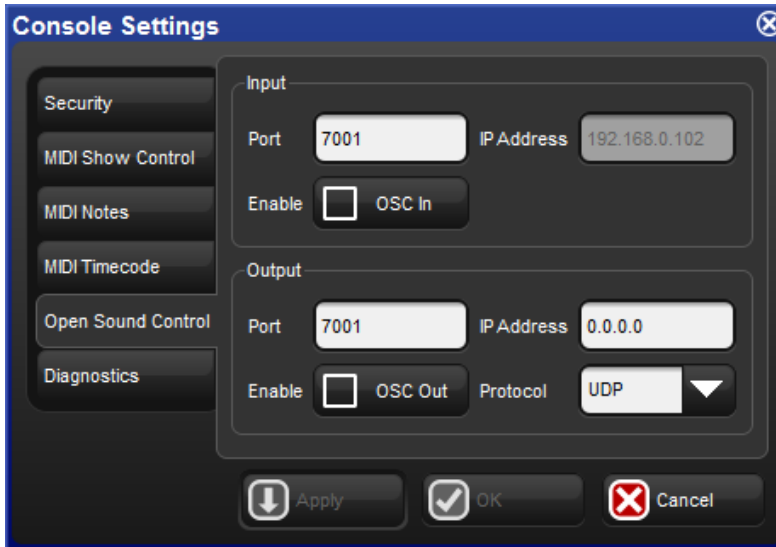 Console Settings
Security
MIDI Show Control
MIDI Notes
MIDI Timecode
Open Sound Control
Diagnostics
Input
Port 7001 IP Address 192.168.0.102
Enable OSC In
Output
Port 7001 IP Address 0.0.0.0
Enable OSC Out Protocol UDP
Apply OK Cancel